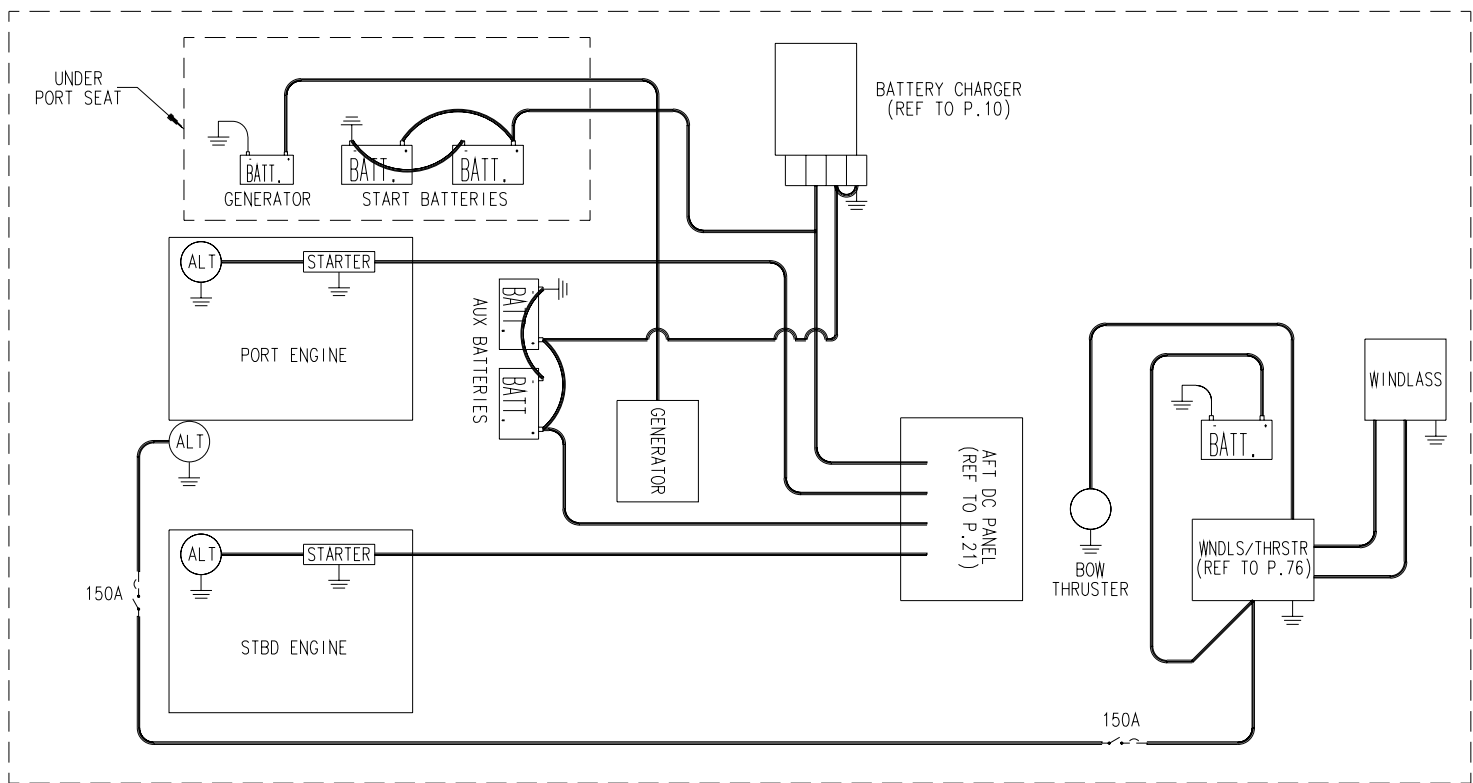 UNDER
PORT SEAT
BATT.
GENERATOR
BATT.
BATT.
START BATTERIES
BATTERY CHARGER
(REF TO P.10)
ALT
STARTER
PORT ENGINE
BATT.
BATT.
AUX BATTERIES
GENERATOR
ALT
150A
ALT
STARTER
STBD ENGINE
AFT DC PANEL
(REF TO P.21)
BOW
THRUSTER
BATT.
WINDLASS
WNDLS/THRSTR
(REF TO P.76)
150A